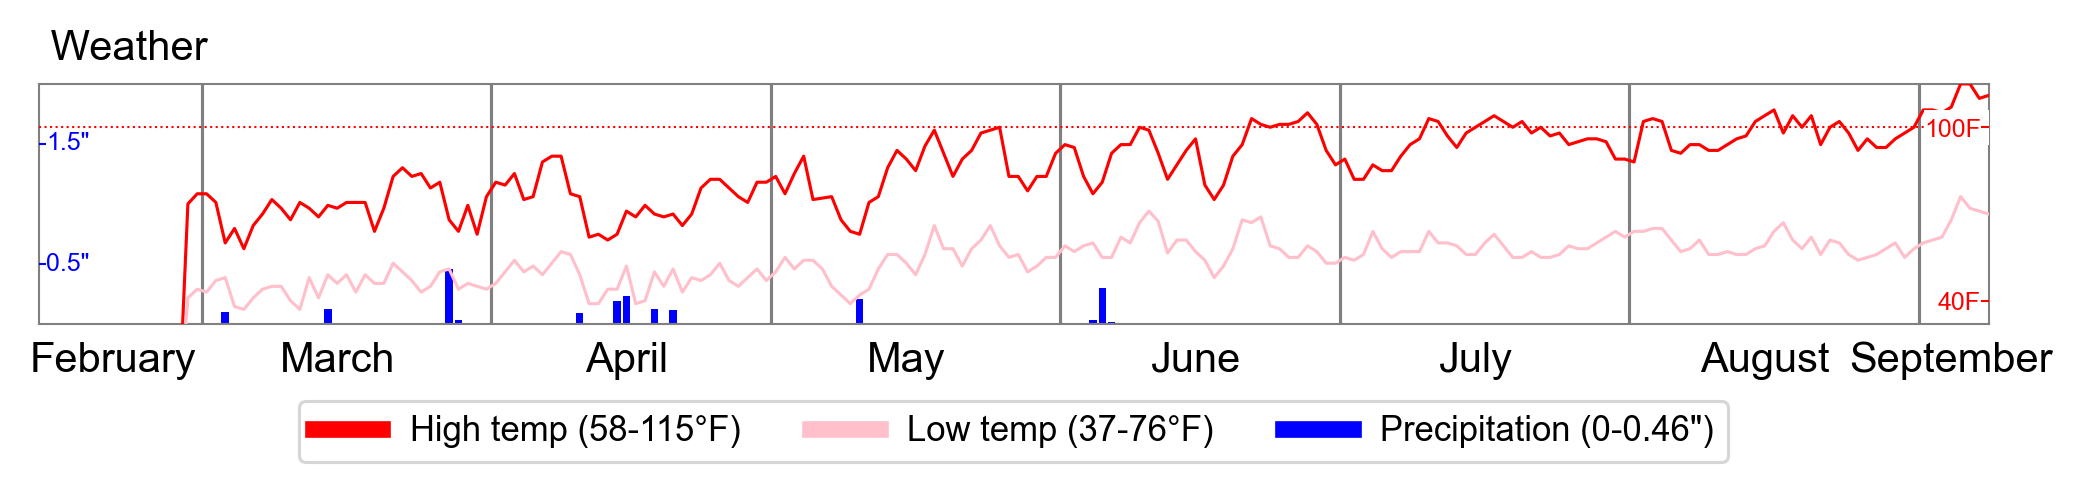 Weather
1.5"
100F
0.5"
40F
February March April May June July August September
High temp (58-115°F) Low temp (37-76°F) Precipitation (0-0.46")